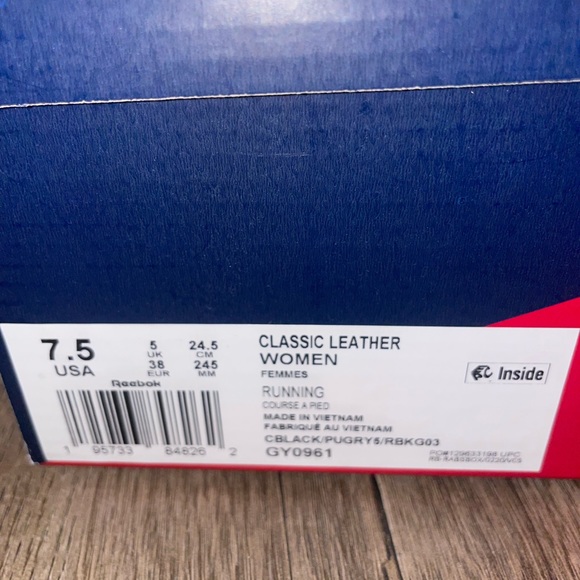 7.5
USA
5
UK
38
EUR
24.5
CM
245
MM
CLASSIC LEATHER
WOMEN
FEMMES
RUNNING
COURSE A PIED
MADE IN VIETNAM
FABRIQUÉ AU VIETNAM
CBLACK/PUGRY5/RBKG03
GY0961
Reebok
1 95733 84826 2
Inside
UPC